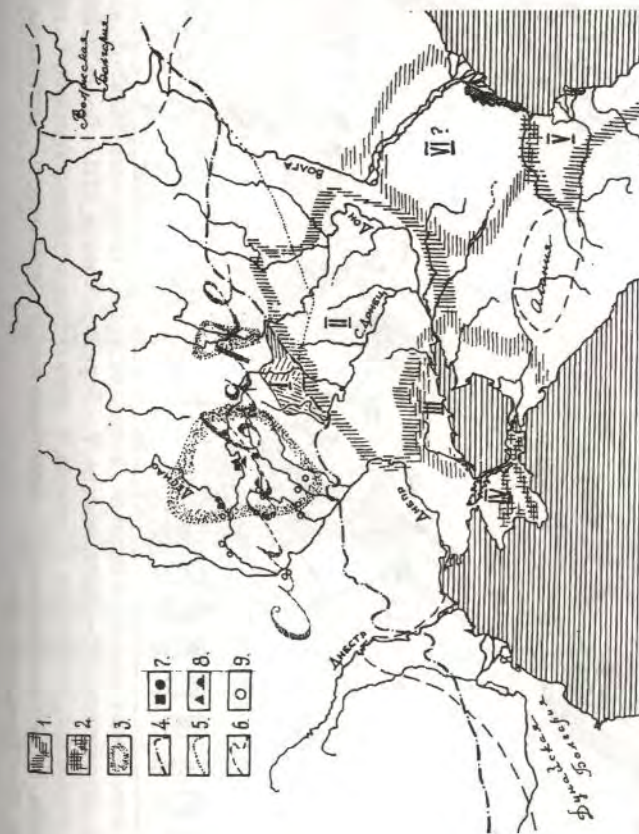 Волжская
Болгария
ВОЛГА
VI?
V
ДОН
II
С. ДОНЕЦ
Алания
I
III
IV
ДНЕПР
ДНЕСТР
Дунайская
Болгария
1.
2.
3.
4.
5.
6.
7.
8.
9.